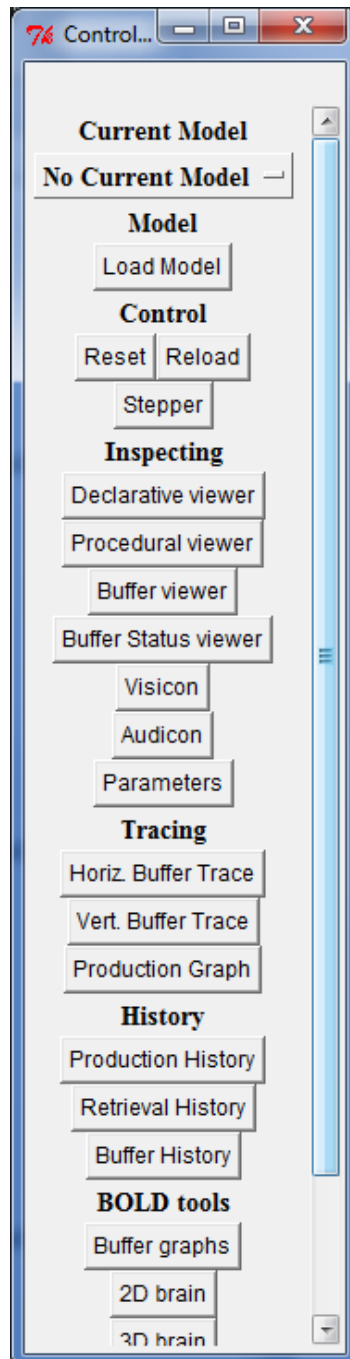 Control...
Current Model
No Current Model
Model
Load Model
Control
Reset Reload
Stepper
Inspecting
Declarative viewer
Procedural viewer
Buffer viewer
Buffer Status viewer
Visicon
Audicon
Parameters
Tracing
Horiz. Buffer Trace
Vert. Buffer Trace
Production Graph
History
Production History
Retrieval History
Buffer History
BOLD tools
Buffer graphs
2D brain
3D brain